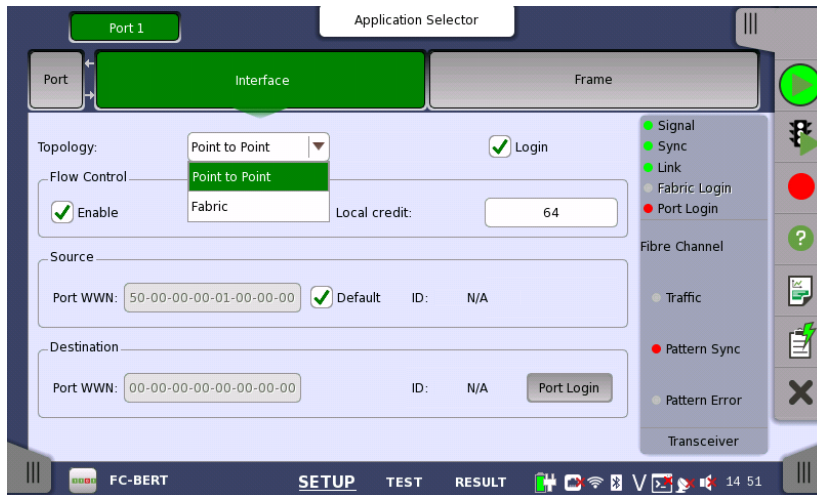 Port 1
Application Selector
Port
Interface
Frame
Topology:
Point to Point
Login
Point to Point
Fabric
Flow Control
Enable
Local credit:
64
Source
Port WWN:
50-00-00-00-01-00-00-00
Default
ID:
N/A
Destination
Port WWN:
00-00-00-00-00-00-00-00
ID:
N/A
Port Login
Signal
Sync
Link
Fabric Login
Port Login
Fibre Channel
Traffic
Pattern Sync
Pattern Error
Transceiver
FC-BERT
SETUP
TEST
RESULT
14 51